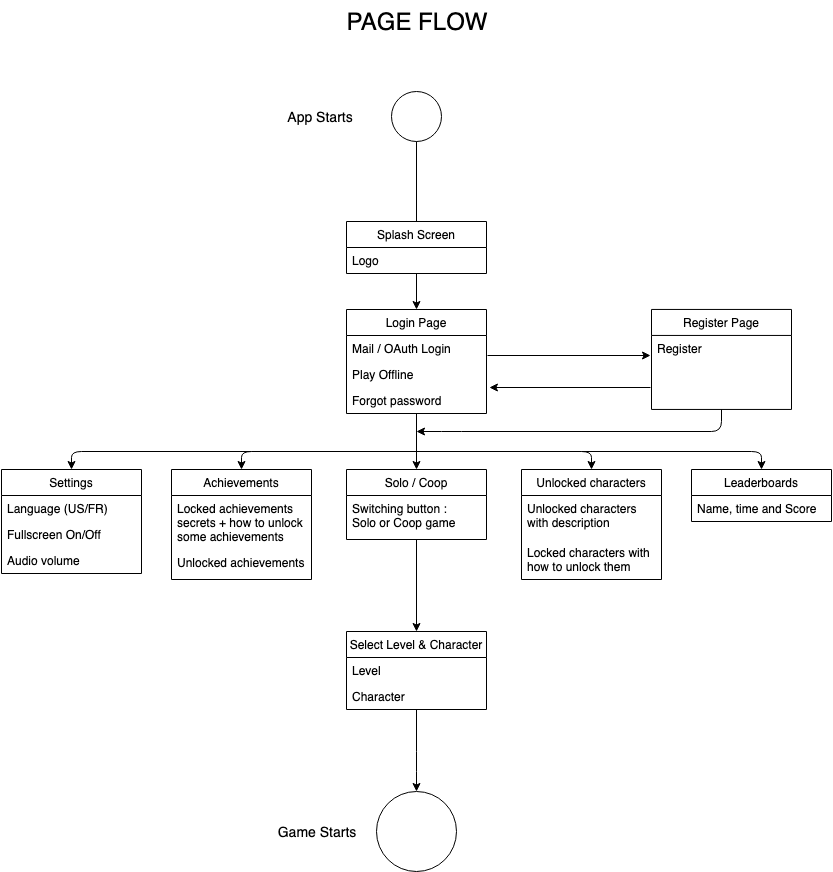 PAGE FLOW
App Starts
Splash Screen
Logo
Login Page
Mail / OAuth Login
Play Offline
Forgot password
Register Page
Register
Settings
Language (US/FR)
Fullscreen On/Off
Audio volume
Achievements
Locked achievements
secrets + how to unlock
some achievements
Unlocked achievements
Solo / Coop
Switching button :
Solo or Coop game
Unlocked characters
Unlocked characters
with description
Locked characters with
how to unlock them
Leaderboards
Name, time and Score
Select Level & Character
Level
Character
Game Starts